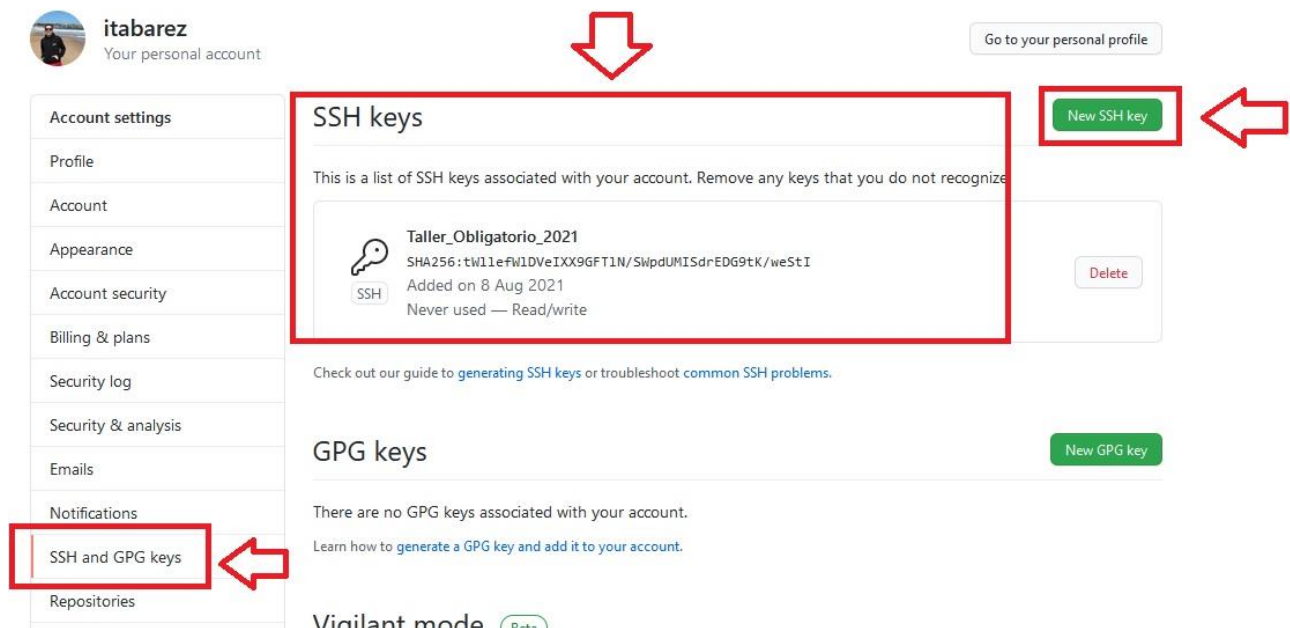 itabarez
Your personal account
Go to your personal profile
Account settings
Profile
Account
Appearance
Account security
Billing & plans
Security log
Security & analysis
Emails
Notifications
SSH and GPG keys
Repositories
SSH keys
New SSH key
This is a list of SSH keys associated with your account. Remove any keys that you do not recognize
Taller_Obligatorio_2021
SHA256:tWl1efWlDVeIXX9GFT1N/SWpdUMISdrEDG9tK/weStI
SSH
Added on 8 Aug 2021
Never used — Read/write
Delete
Check out our guide to generating SSH keys or troubleshoot common SSH problems.
GPG keys
New GPG key
There are no GPG keys associated with your account.
Learn how to generate a GPG key and add it to your account.
Vigilant mode
Beta